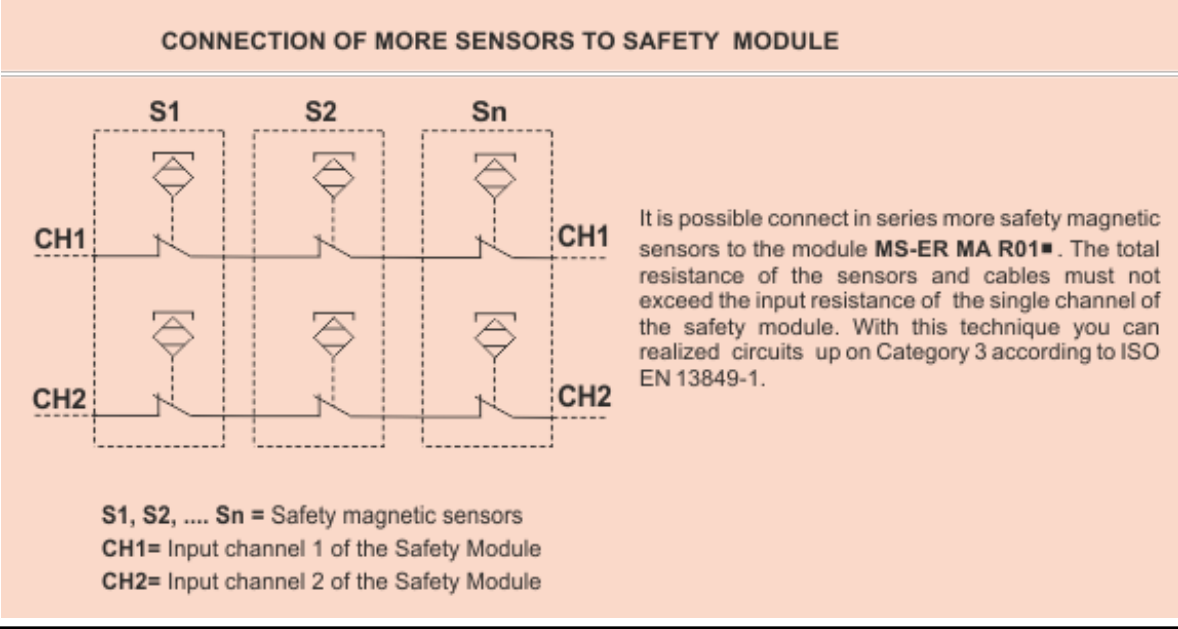 CONNECTION OF MORE SENSORS TO SAFETY MODULE
S1 S2 Sn
CH1 CH1
CH2 CH2
It is possible connect in series more safety magnetic
sensors to the module MS-ER MA R01■. The total
resistance of the sensors and cables must not
exceed the input resistance of the single channel of
the safety module. With this technique you can
realized circuits up on Category 3 according to ISO
EN 13849-1.
S1, S2, .... Sn = Safety magnetic sensors
CH1= Input channel 1 of the Safety Module
CH2= Input channel 2 of the Safety Module